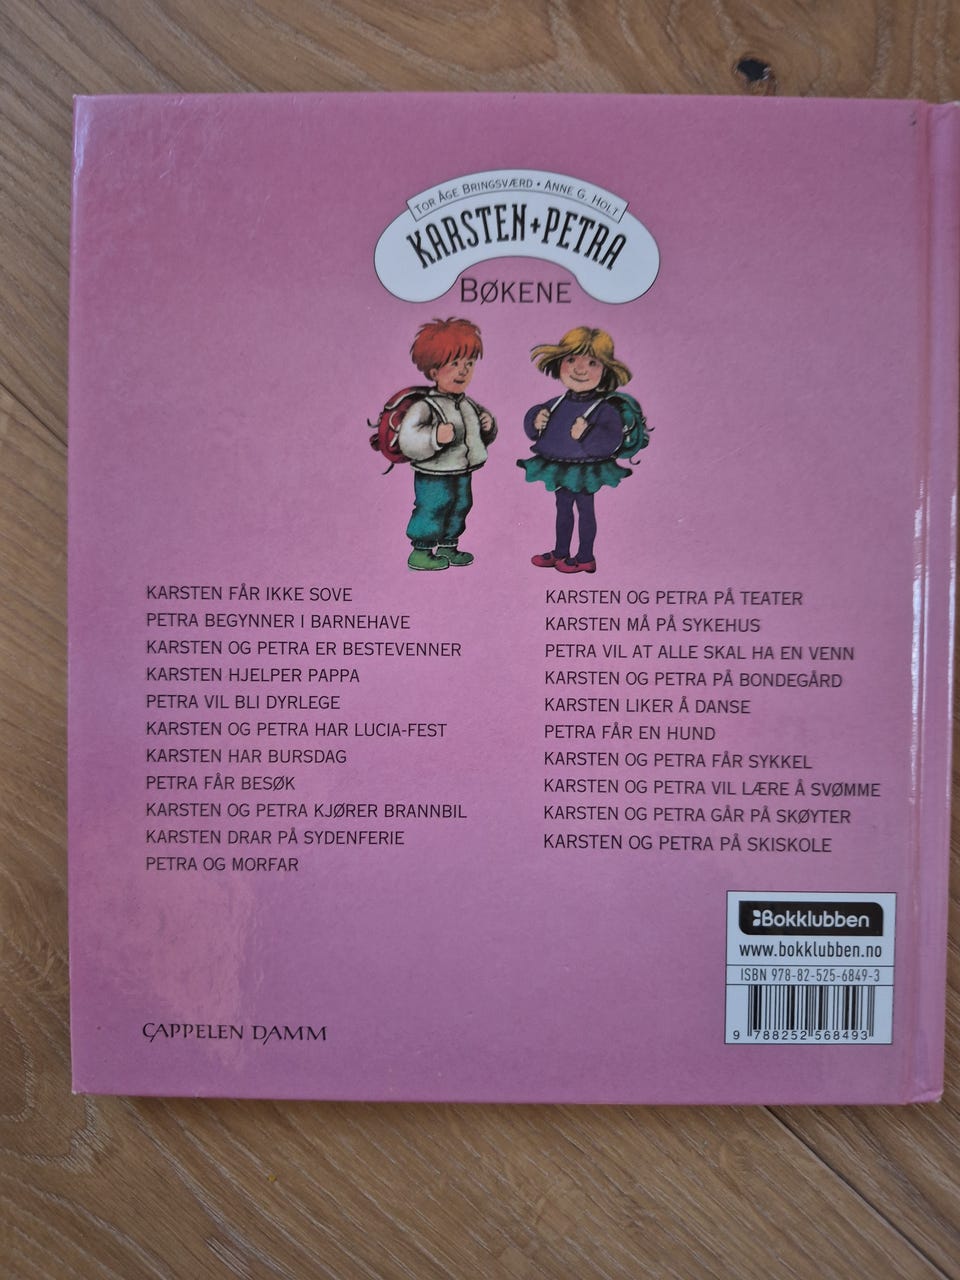 TOR ÅGE BRINGSVÆRD • ANNE G. HOLT
KARSTEN+PETRA
BØKENE
KARSTEN FÅR IKKE SOVE
PETRA BEGYNNER I BARNEHAVE
KARSTEN OG PETRA ER BESTEVENNER
KARSTEN HJELPER PAPPA
PETRA VIL BLI DYRLEGE
KARSTEN OG PETRA HAR LUCIA-FEST
KARSTEN HAR BURSDAG
PETRA FÅR BESØK
KARSTEN OG PETRA KJØRER BRANNBIL
KARSTEN DRAR PÅ SYDENFERIE
PETRA OG MORFAR
KARSTEN OG PETRA PÅ TEATER
KARSTEN MÅ PÅ SYKEHUS
PETRA VIL AT ALLE SKAL HA EN VENN
KARSTEN OG PETRA PÅ BONDEGÅRD
KARSTEN LIKER Å DANSE
PETRA FÅR EN HUND
KARSTEN OG PETRA FÅR SYKKEL
KARSTEN OG PETRA VIL LÆRE Å SVØMME
KARSTEN OG PETRA GÅR PÅ SKØYTER
KARSTEN OG PETRA PÅ SKISKOLE
CAPPELEN DAMM
Bokklubben
www.bokklubben.no
ISBN 978-82-525-6849-3
9 788252 568493